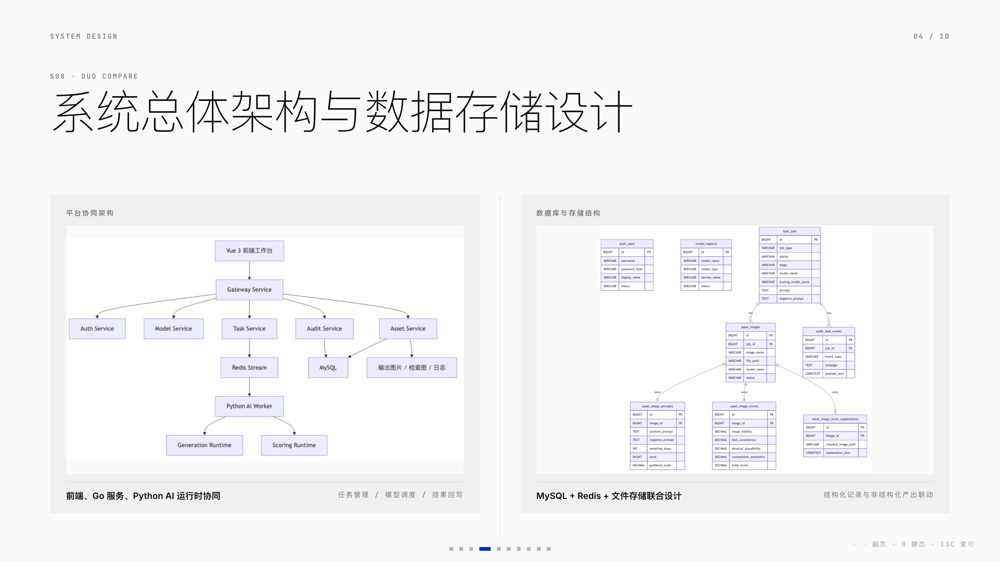 SYSTEM DESIGN
04 / 10
S08 · DUO COMPARE
系统总体架构与数据存储设计
平台协同架构
Vue 3 前端工作台
Gateway Service
Auth Service
Model Service
Task Service
Audit Service
Asset Service
Redis Stream
MySQL
输出图片 / 检查图 / 日志
Python AI Worker
Generation Runtime
Scoring Runtime
前端、Go 服务、Python AI 运行时协同
任务管理 / 模型调度 / 结果回写
数据库与存储结构
auth_users
BIGINT id PK
VARCHAR username
VARCHAR password_hash
VARCHAR display_name
VARCHAR status
model_registry
BIGINT id PK
VARCHAR model_name
VARCHAR model_type
VARCHAR service_name
VARCHAR status
task_jobs
BIGINT id PK
VARCHAR job_type
VARCHAR status
VARCHAR stage
VARCHAR model_name
VARCHAR scoring_model_name
TEXT prompt
TEXT negative_prompt
has
has
asset_images
BIGINT id PK
BIGINT job_id FK
VARCHAR image_name
VARCHAR file_path
VARCHAR model_name
VARCHAR status
audit_task_events
BIGINT id PK
BIGINT job_id FK
VARCHAR event_type
TEXT message
LONGTEXT payload_json
owns
owns
owns
asset_image_prompts
BIGINT id PK
BIGINT image_id FK
TEXT positive_prompt
TEXT negative_prompt
INT sampling_steps
BIGINT seed
DECIMAL guidance_scale
asset_image_scores
BIGINT id PK
BIGINT image_id FK
DECIMAL visual_fidelity
DECIMAL text_consistency
DECIMAL physical_plausibility
DECIMAL composition_aesthetics
DECIMAL total_score
asset_image_score_explanations
BIGINT id PK
BIGINT image_id FK
VARCHAR checked_image_path
LONGTEXT explanation_json
MySQL + Redis + 文件存储联合设计
结构化记录与非结构化产出联动
← → 翻页 · B 静态 · ESC 索引